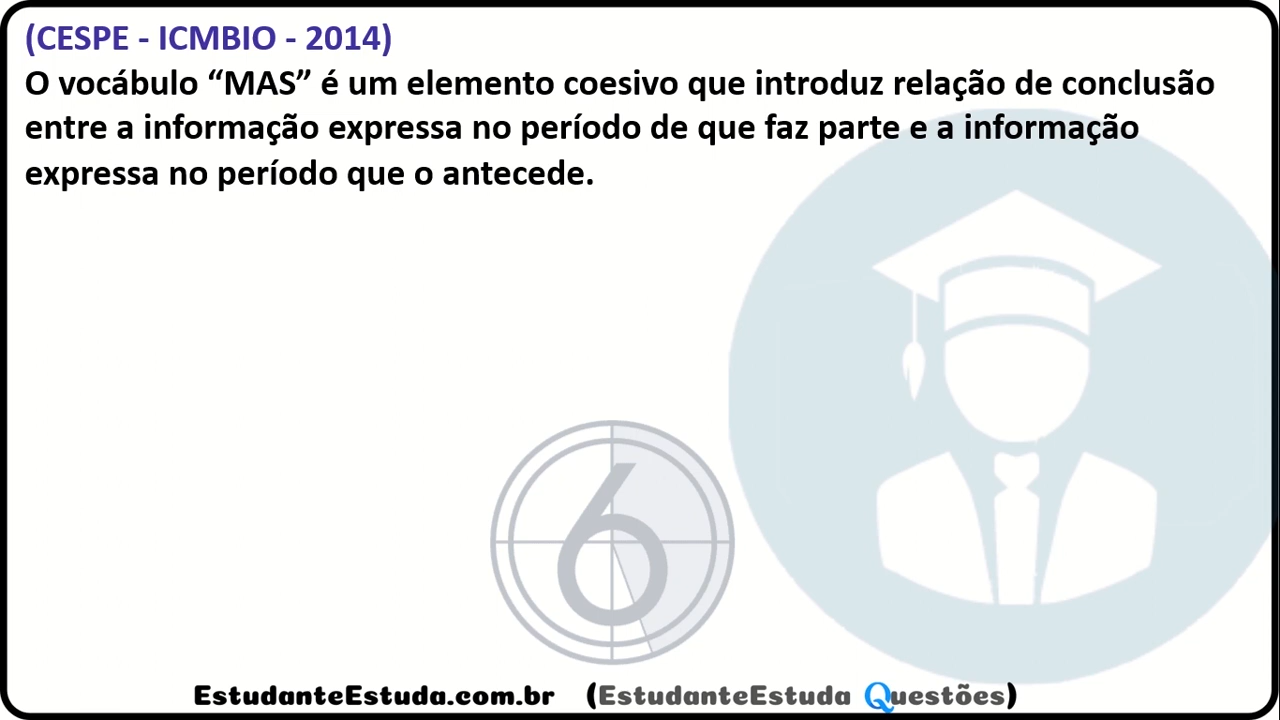 (CESPE - ICMBIO - 2014)
O vocábulo “MAS” é um elemento coesivo que introduz relação de conclusão
entre a informação expressa no período de que faz parte e a informação
expressa no período que o antecede.
6
EstudanteEstuda.com.br (EstudanteEstuda Questões)